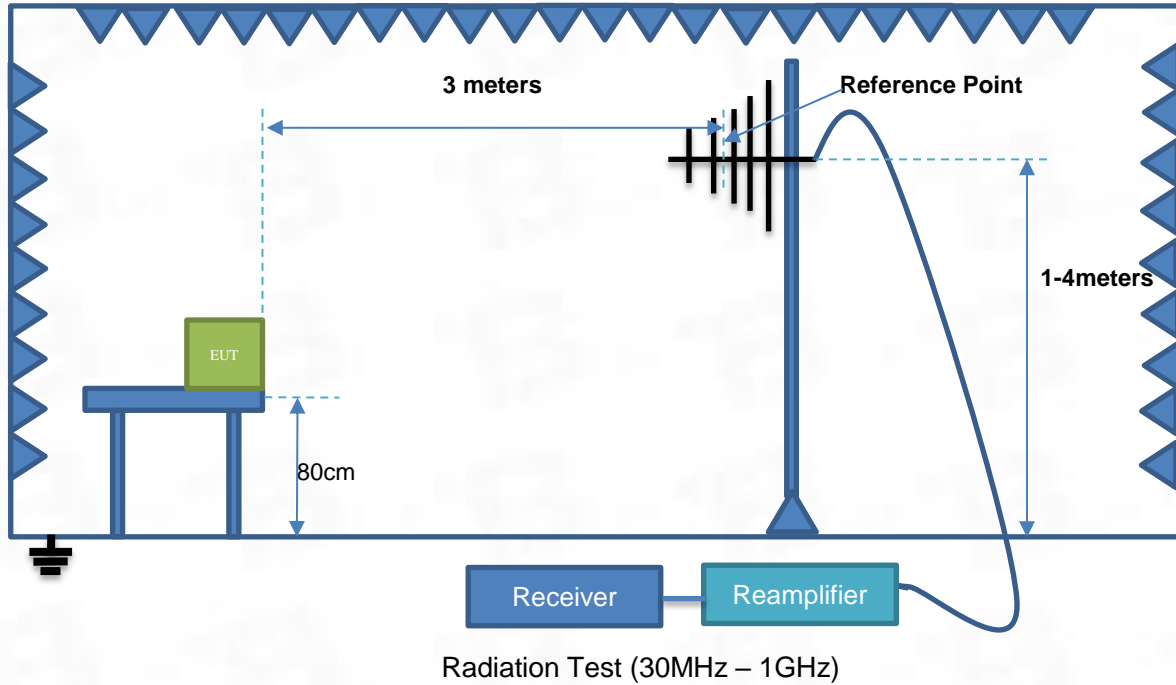 3 meters
Reference Point
1-4meters
EUT
80cm
Receiver
Reamplifier
Radiation Test (30MHz – 1GHz)